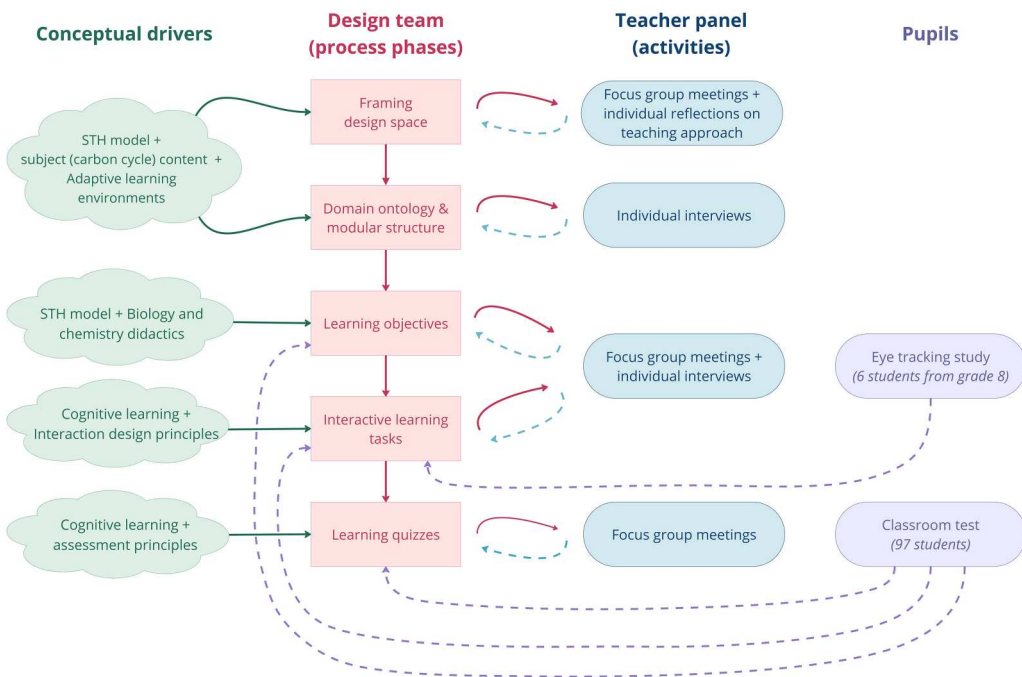 Conceptual drivers
Design team
(process phases)
Teacher panel
(activities)
Pupils
STH model +
subject (carbon cycle) content +
Adaptive learning
environments
Framing
design space
Focus group meetings +
individual reflections on
teaching approach
Domain ontology &
modular structure
Individual interviews
STH model + Biology and
chemistry didactics
Learning objectives
Focus group meetings +
individual interviews
Eye tracking study
(6 students from grade 8)
Cognitive learning +
Interaction design principles
Interactive learning
tasks
Cognitive learning +
assessment principles
Learning quizzes
Focus group meetings
Classroom test
(97 students)